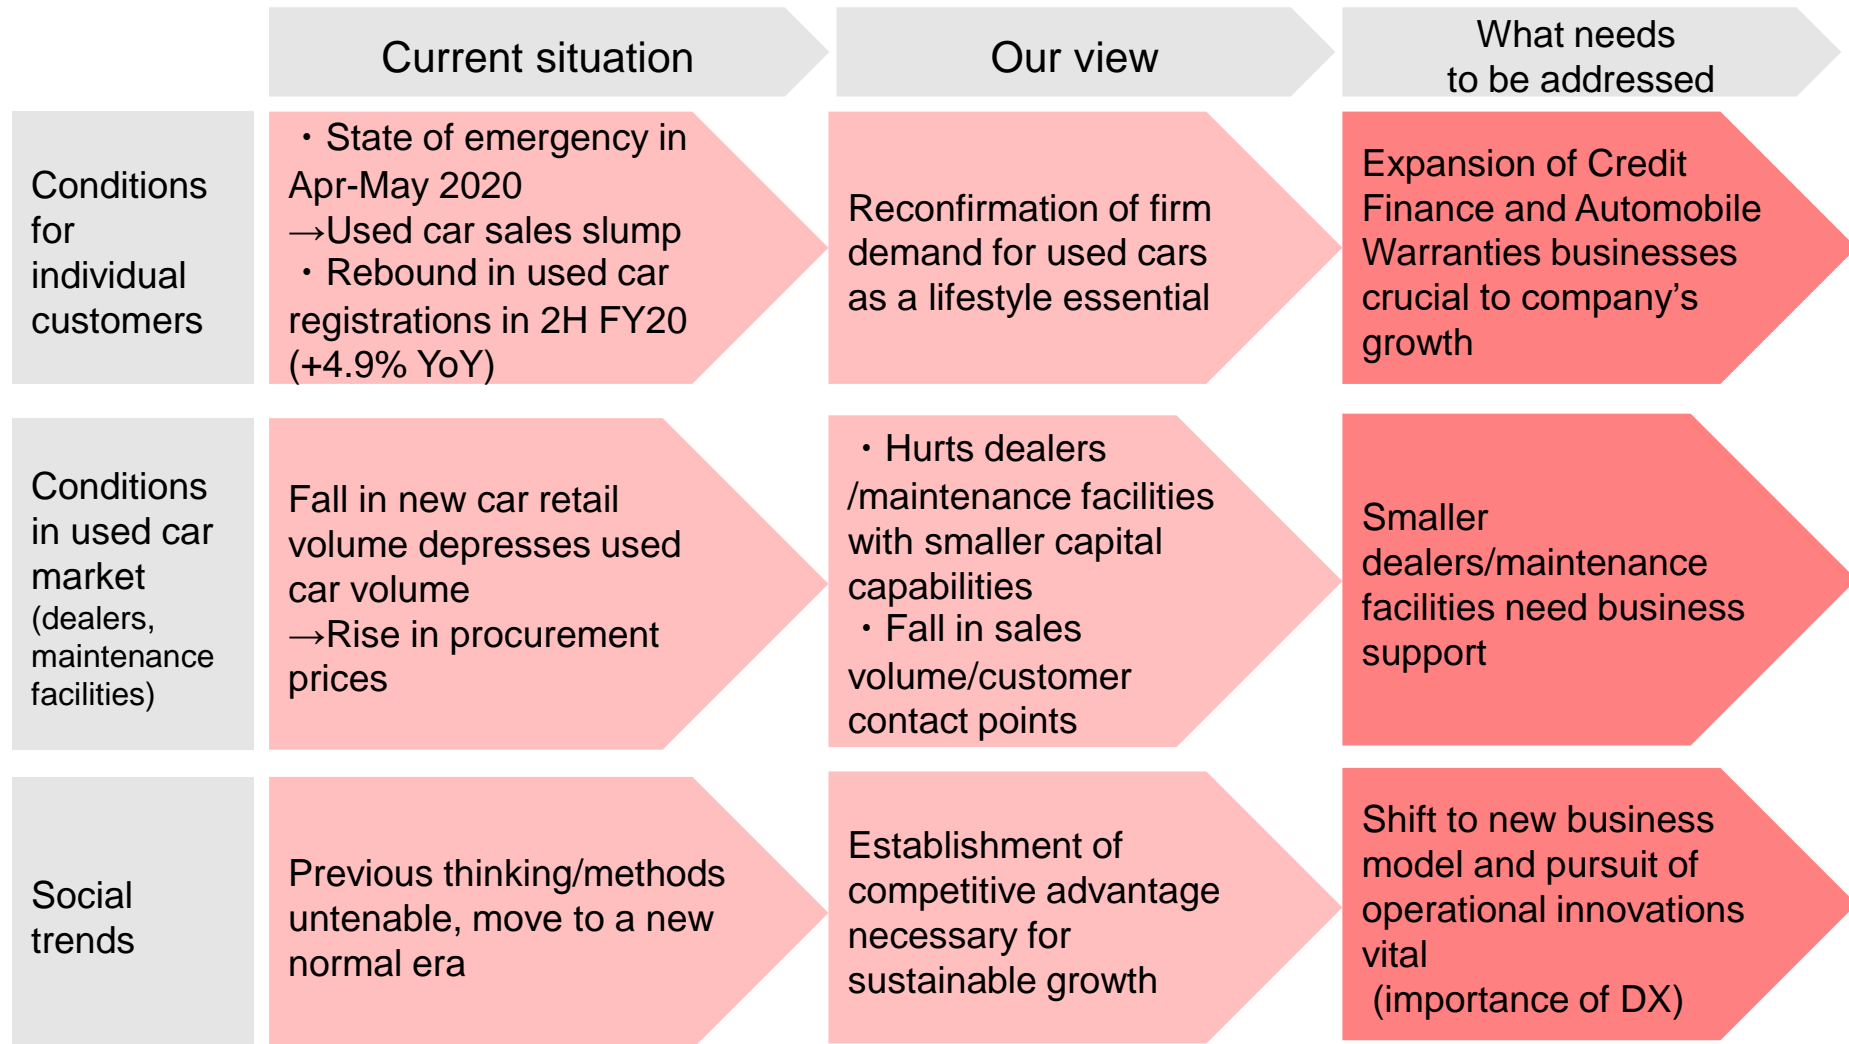 Current situation
Our view
What needs
to be addressed
Conditions
for
individual
customers
・State of emergency in
Apr-May 2020
→Used car sales slump
・Rebound in used car
registrations in 2H FY20
(+4.9% YoY)
Reconfirmation of firm
demand for used cars
as a lifestyle essential
Expansion of Credit
Finance and Automobile
Warranties businesses
crucial to company’s
growth
Conditions
in used car
market
(dealers,
maintenance
facilities)
Fall in new car retail
volume depresses used
car volume
→Rise in procurement
prices
・Hurts dealers
/maintenance facilities
with smaller capital
capabilities
・Fall in sales
volume/customer
contact points
Smaller
dealers/maintenance
facilities need business
support
Social
trends
Previous thinking/methods
untenable, move to a new
normal era
Establishment of
competitive advantage
necessary for
sustainable growth
Shift to new business
model and pursuit of
operational innovations
vital
(importance of DX)